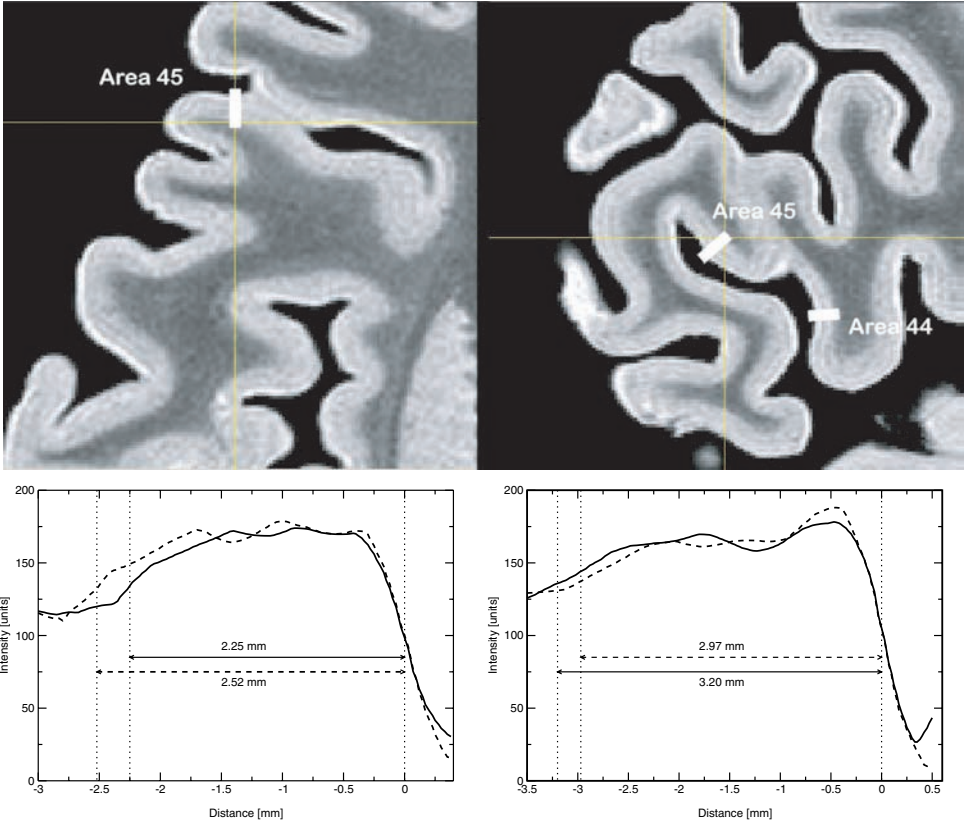 Area 45
Area 45
Area 44
200
150
100
50
0
Intensity [units]
2.25 mm
2.52 mm
-3
-2.5
-2
-1.5
-1
-0.5
0
Distance [mm]
200
150
100
50
0
Intensity [units]
2.97 mm
3.20 mm
-3.5
-3
-2.5
-2
-1.5
-1
-0.5
0
0.5
Distance [mm]